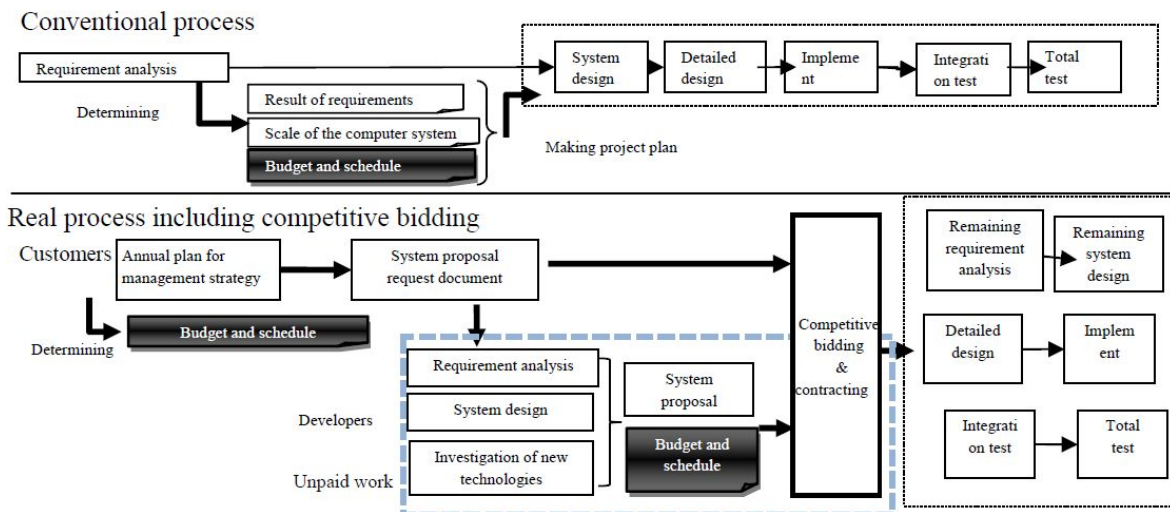 Conventional process
Requirement analysis
Determining
Result of requirements
Scale of the computer system
Budget and schedule
Making project plan
System
design
Detailed
design
Implem
ent
Integrati
on test
Total
test
Real process including competitive bidding
Customers
Annual plan for
management strategy
System proposal
request document
Determining
Budget and schedule
Developers
Unpaid work
Requirement analysis
System design
Investigation of new
technologies
System
proposal
Budget and
schedule
Competitive
bidding
&
contracting
Remaining
requirement
analysis
Remaining
system
design
Detailed
design
Implem
ent
Integrati
on test
Total
test